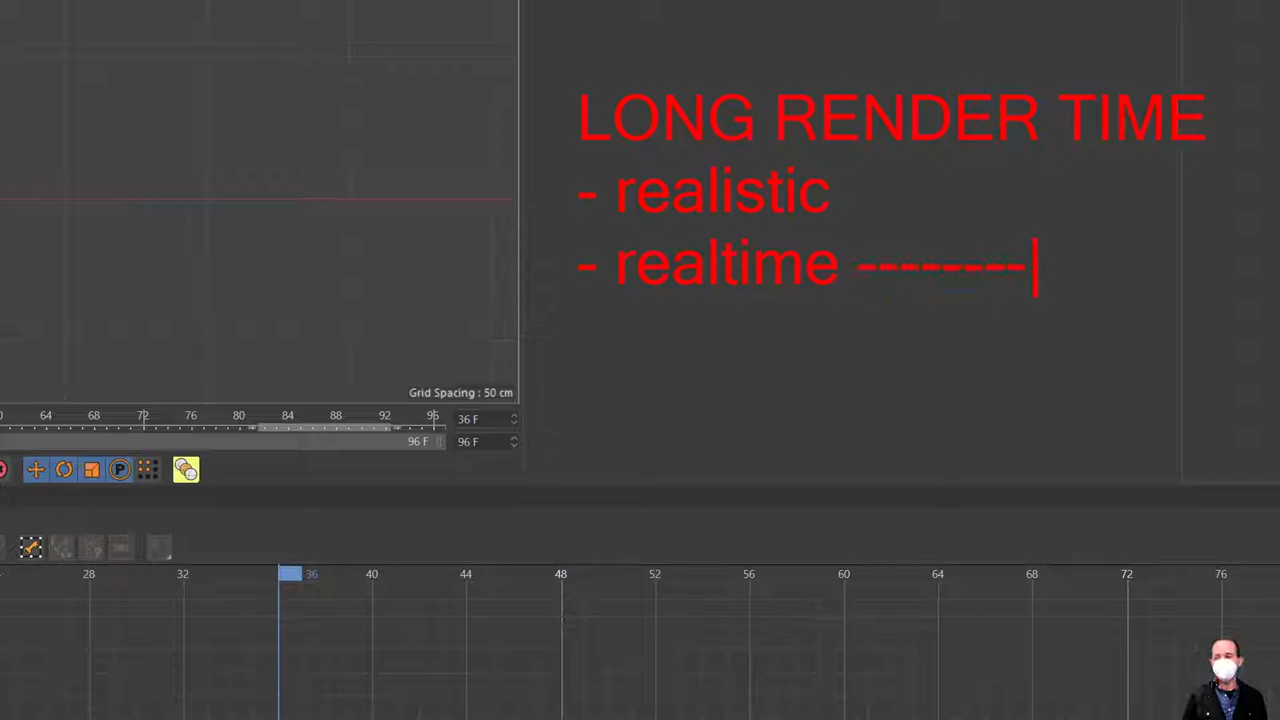 LONG RENDER TIME
- realistic
- realtime --------|
Grid Spacing : 50 cm
64 68 72 76 80 84 88 92 96 36 F
96 F 96 F
P
28 32 36 40 44 48 52 56 60 64 68 72 76